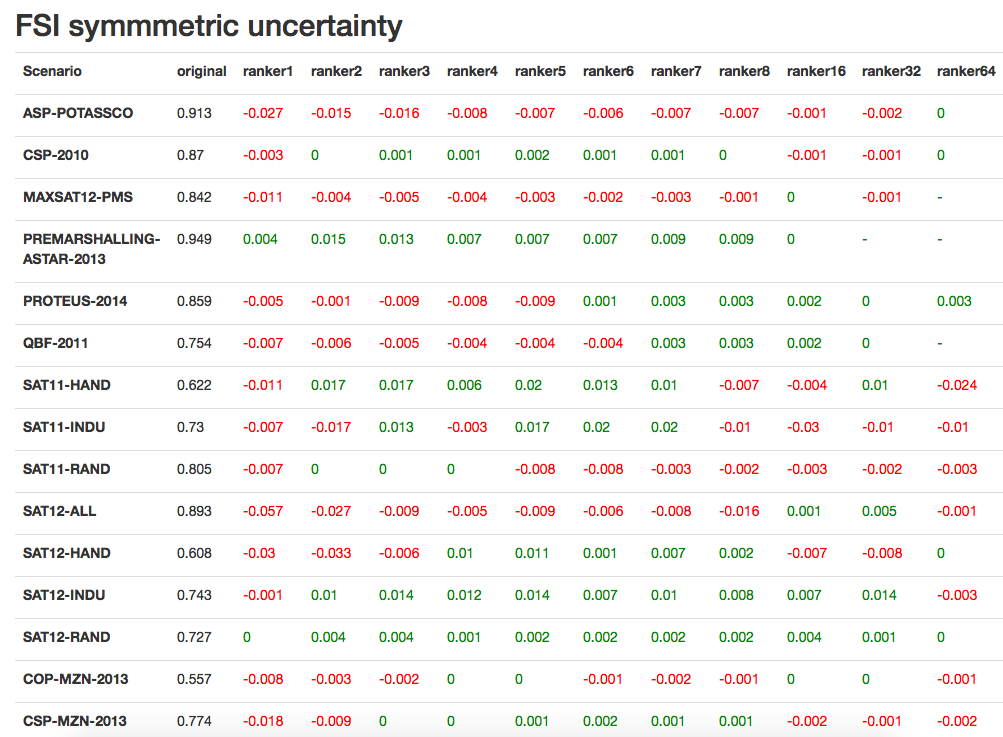 FSI symmmetric uncertainty
Scenario original ranker1 ranker2 ranker3 ranker4 ranker5 ranker6 ranker7 ranker8 ranker16 ranker32 ranker64
ASP-POTASSCO 0.913 -0.027 -0.015 -0.016 -0.008 -0.007 -0.006 -0.007 -0.007 -0.001 -0.002 0
CSP-2010 0.87 -0.003 0 0.001 0.001 0.002 0.001 0.001 0 -0.001 -0.001 0
MAXSAT12-PMS 0.842 -0.011 -0.004 -0.005 -0.004 -0.003 -0.002 -0.003 -0.001 0 -0.001 -
PREMARSHALLING- 0.949 0.004 0.015 0.013 0.007 0.007 0.007 0.009 0.009 0 - -
ASTAR-2013
PROTEUS-2014 0.859 -0.005 -0.001 -0.009 -0.008 -0.009 0.001 0.003 0.003 0.002 0 0.003
QBF-2011 0.754 -0.007 -0.006 -0.005 -0.004 -0.004 -0.004 0.003 0.003 0.002 0 -
SAT11-HAND 0.622 -0.011 0.017 0.017 0.006 0.02 0.013 0.01 -0.007 -0.004 0.01 -0.024
SAT11-INDU 0.73 -0.007 -0.017 0.013 -0.003 0.017 0.02 0.02 -0.01 -0.03 -0.01 -0.01
SAT11-RAND 0.805 -0.007 0 0 0 -0.008 -0.008 -0.003 -0.002 -0.003 -0.002 -0.003
SAT12-ALL 0.893 -0.057 -0.027 -0.009 -0.005 -0.009 -0.006 -0.008 -0.016 0.001 0.005 -0.001
SAT12-HAND 0.608 -0.03 -0.033 -0.006 0.01 0.011 0.001 0.007 0.002 -0.007 -0.008 0
SAT12-INDU 0.743 -0.001 0.01 0.014 0.012 0.014 0.007 0.01 0.008 0.007 0.014 -0.003
SAT12-RAND 0.727 0 0.004 0.004 0.001 0.002 0.002 0.002 0.002 0.004 0.001 0
COP-MZN-2013 0.557 -0.008 -0.003 -0.002 0 0 -0.001 -0.002 -0.001 0 0 -0.001
CSP-MZN-2013 0.774 -0.018 -0.009 0 0 0.001 0.002 0.001 0.001 -0.002 -0.001 -0.002